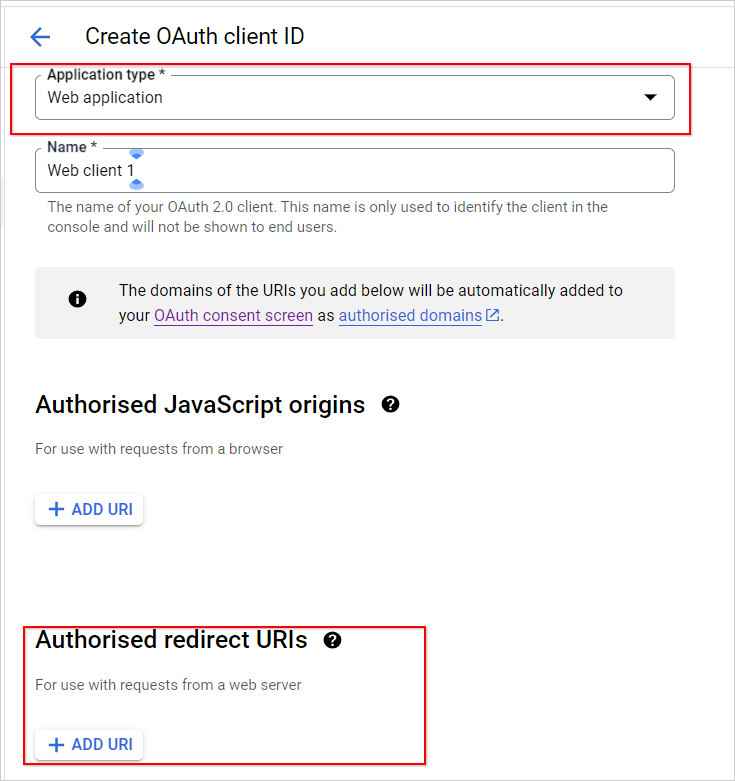 Create OAuth client ID
Application type *
Web application
Name *
Web client 1
The name of your OAuth 2.0 client. This name is only used to identify the client in the
console and will not be shown to end users.
The domains of the URIs you add below will be automatically added to
your OAuth consent screen as authorised domains.
Authorised JavaScript origins
For use with requests from a browser
ADD URI
Authorised redirect URIs
For use with requests from a web server
ADD URI